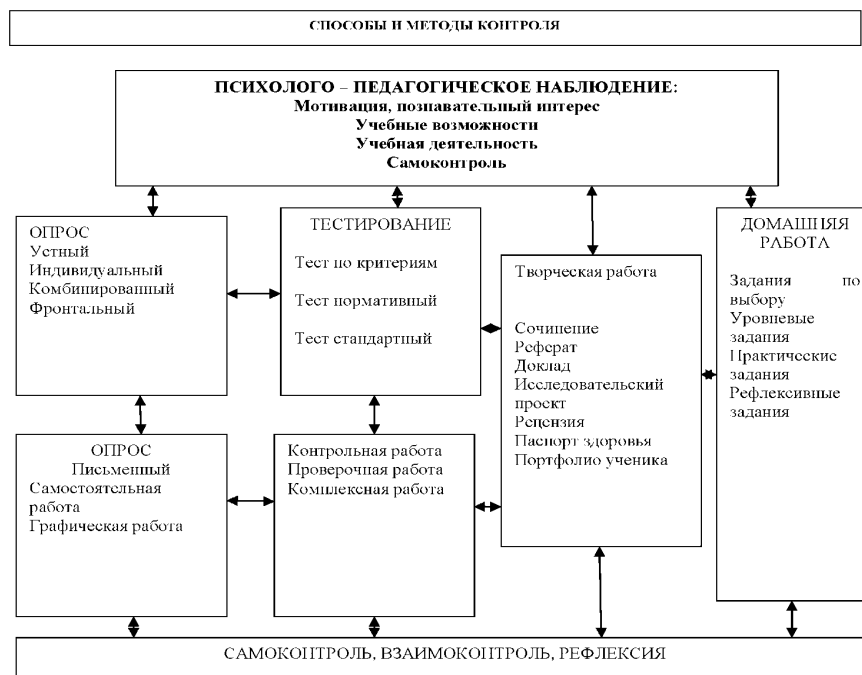 СПОСОБЫ И МЕТОДЫ КОНТРОЛЯ
ПСИХОЛОГО – ПЕДАГОГИЧЕСКОЕ НАБЛЮДЕНИЕ:
Мотивация, познавательный интерес
Учебные возможности
Учебная деятельность
Самоконтроль
ОПРОС
Устный
Индивидуальный
Комбинированный
Фронтальный
ТЕСТИРОВАНИЕ
Тест по критериям
Тест нормативный
Тест стандартный
Творческая работа
Сочинение
Реферат
Доклад
Исследовательский
проект
Рецензия
Паспорт здоровья
Портфолио ученика
ДОМАШНЯЯ
РАБОТА
Задания по
выбору
Уровневые
задания
Практические
задания
Рефлексивные
задания
ОПРОС
Письменный
Самостоятельная
работа
Графическая работа
Контрольная работа
Проверочная работа
Комплексная работа
САМОКОНТРОЛЬ, ВЗАИМОКОНТРОЛЬ, РЕФЛЕКСИЯ